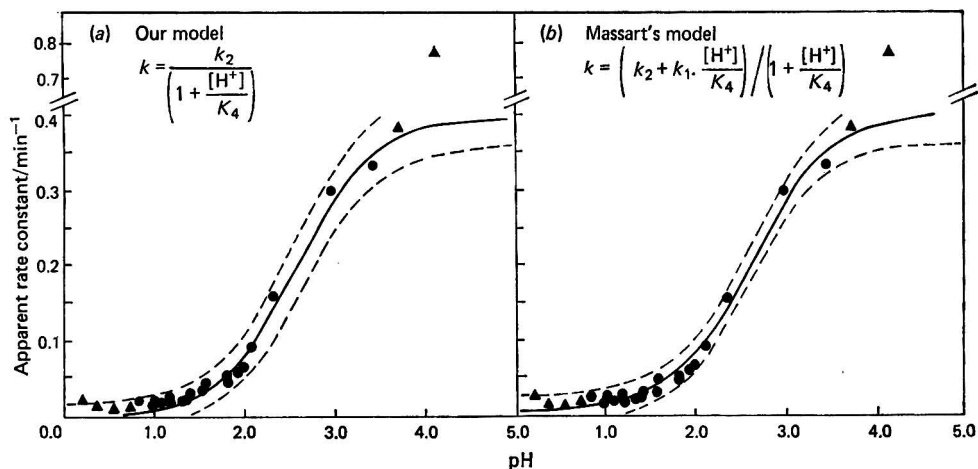 (a) Our model
k = k₂ / (1 + [H⁺]/K₄)
(b) Massart's model
k = (k₂ + k₁. [H⁺]/K₄) / (1 + [H⁺]/K₄)
Apparent rate constant/min⁻¹
0.8
0.7
0.4
0.3
0.2
0.1
0.0 1.0 2.0 3.0 4.0 5.0 0.0 1.0 2.0 3.0 4.0 5.0
pH